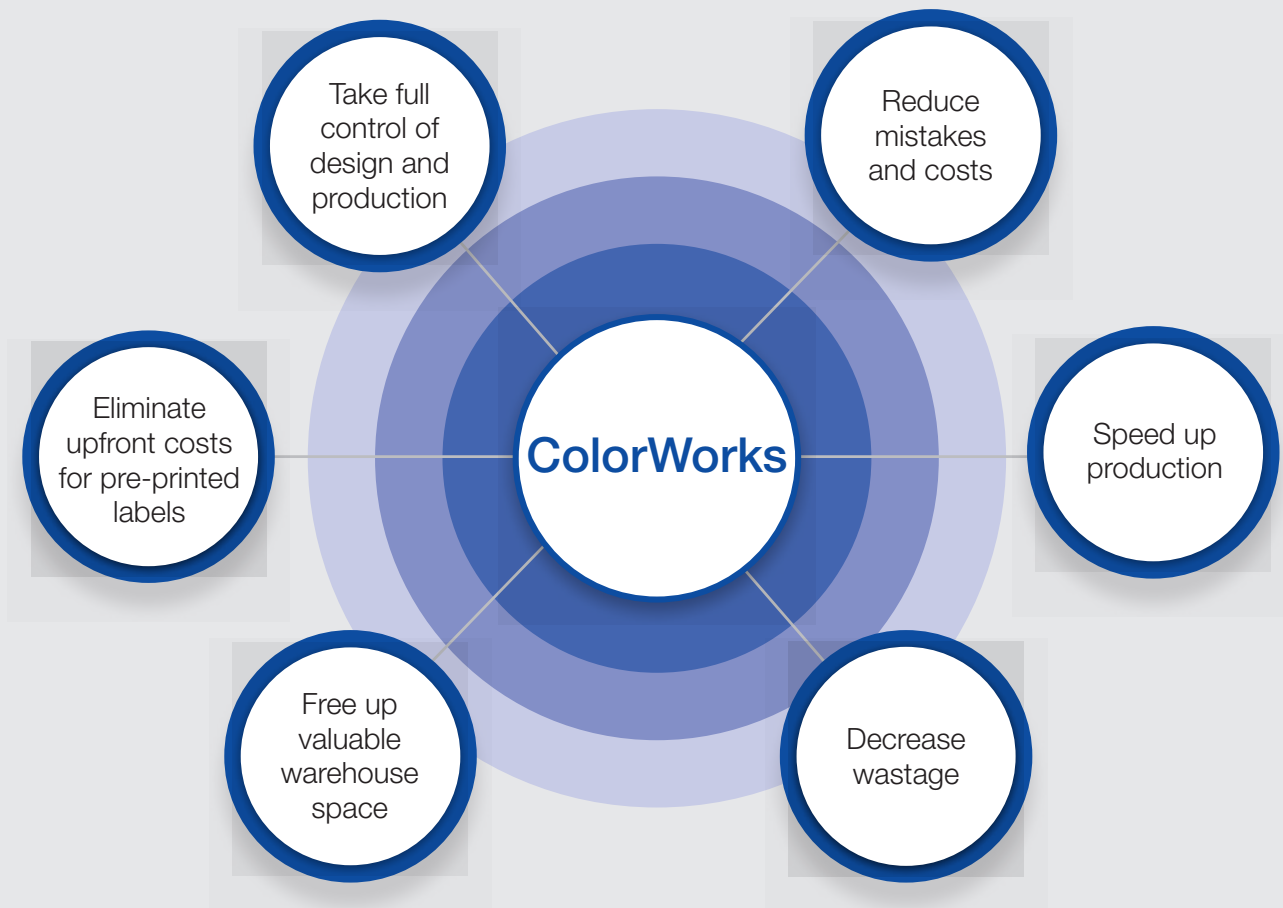 Take full
control of
design and
production
Reduce
mistakes
and costs
Eliminate
upfront costs
for pre-printed
labels
ColorWorks
Speed up
production
Free up
valuable
warehouse
space
Decrease
wastage